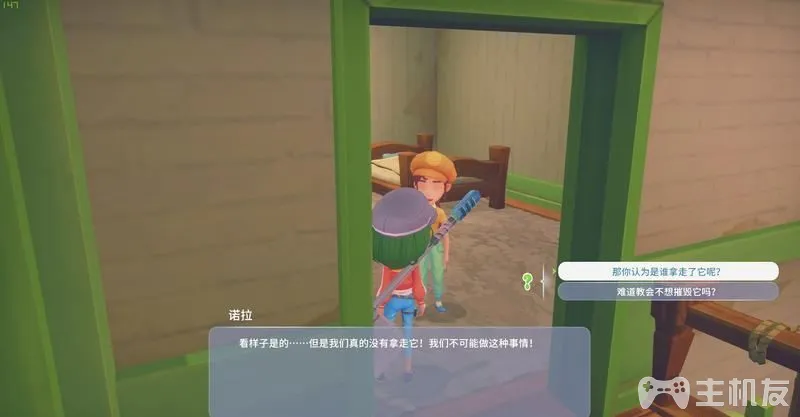 147
那你认为是谁拿走了它呢?
难道教会不想摧毁它吗?
诺拉
看样子是的……但是我们真的没有拿走它!我们不可能做这种事情!
主机友